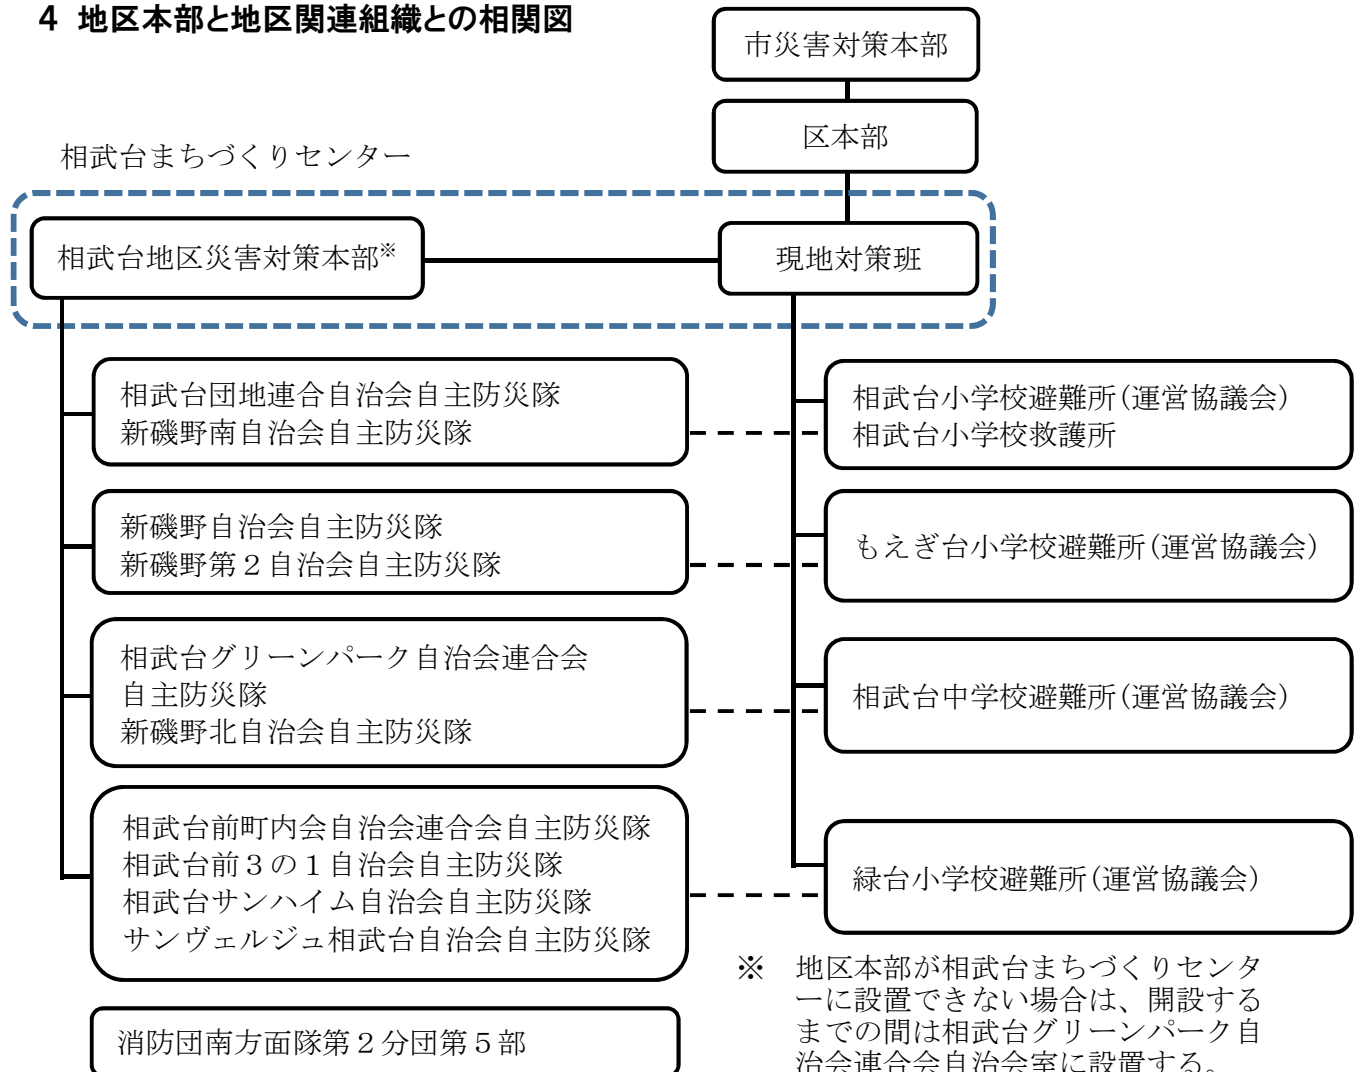 4 地区本部と地区関連組織との相関図
市災害対策本部
区本部
相武台まちづくりセンター
相武台地区災害対策本部※
現地対策班
相武台団地連合自治会自主防災隊
新磯野南自治会自主防災隊
相武台小学校避難所(運営協議会)
相武台小学校救護所
新磯野自治会自主防災隊
新磯野第２自治会自主防災隊
もえぎ台小学校避難所(運営協議会)
相武台グリーンパーク自治会連合会
自主防災隊
新磯野北自治会自主防災隊
相武台中学校避難所(運営協議会)
相武台前町内会自治会連合会自主防災隊
相武台前３の１自治会自主防災隊
相武台サンハイム自治会自主防災隊
サンヴェルジュ相武台自治会自主防災隊
緑台小学校避難所(運営協議会)
消防団南方面隊第２分団第５部
※　地区本部が相武台まちづくりセンタ
ーに設置できない場合は、開設する
までの間は相武台グリーンパーク自
治会連合会自治会室に設置する。